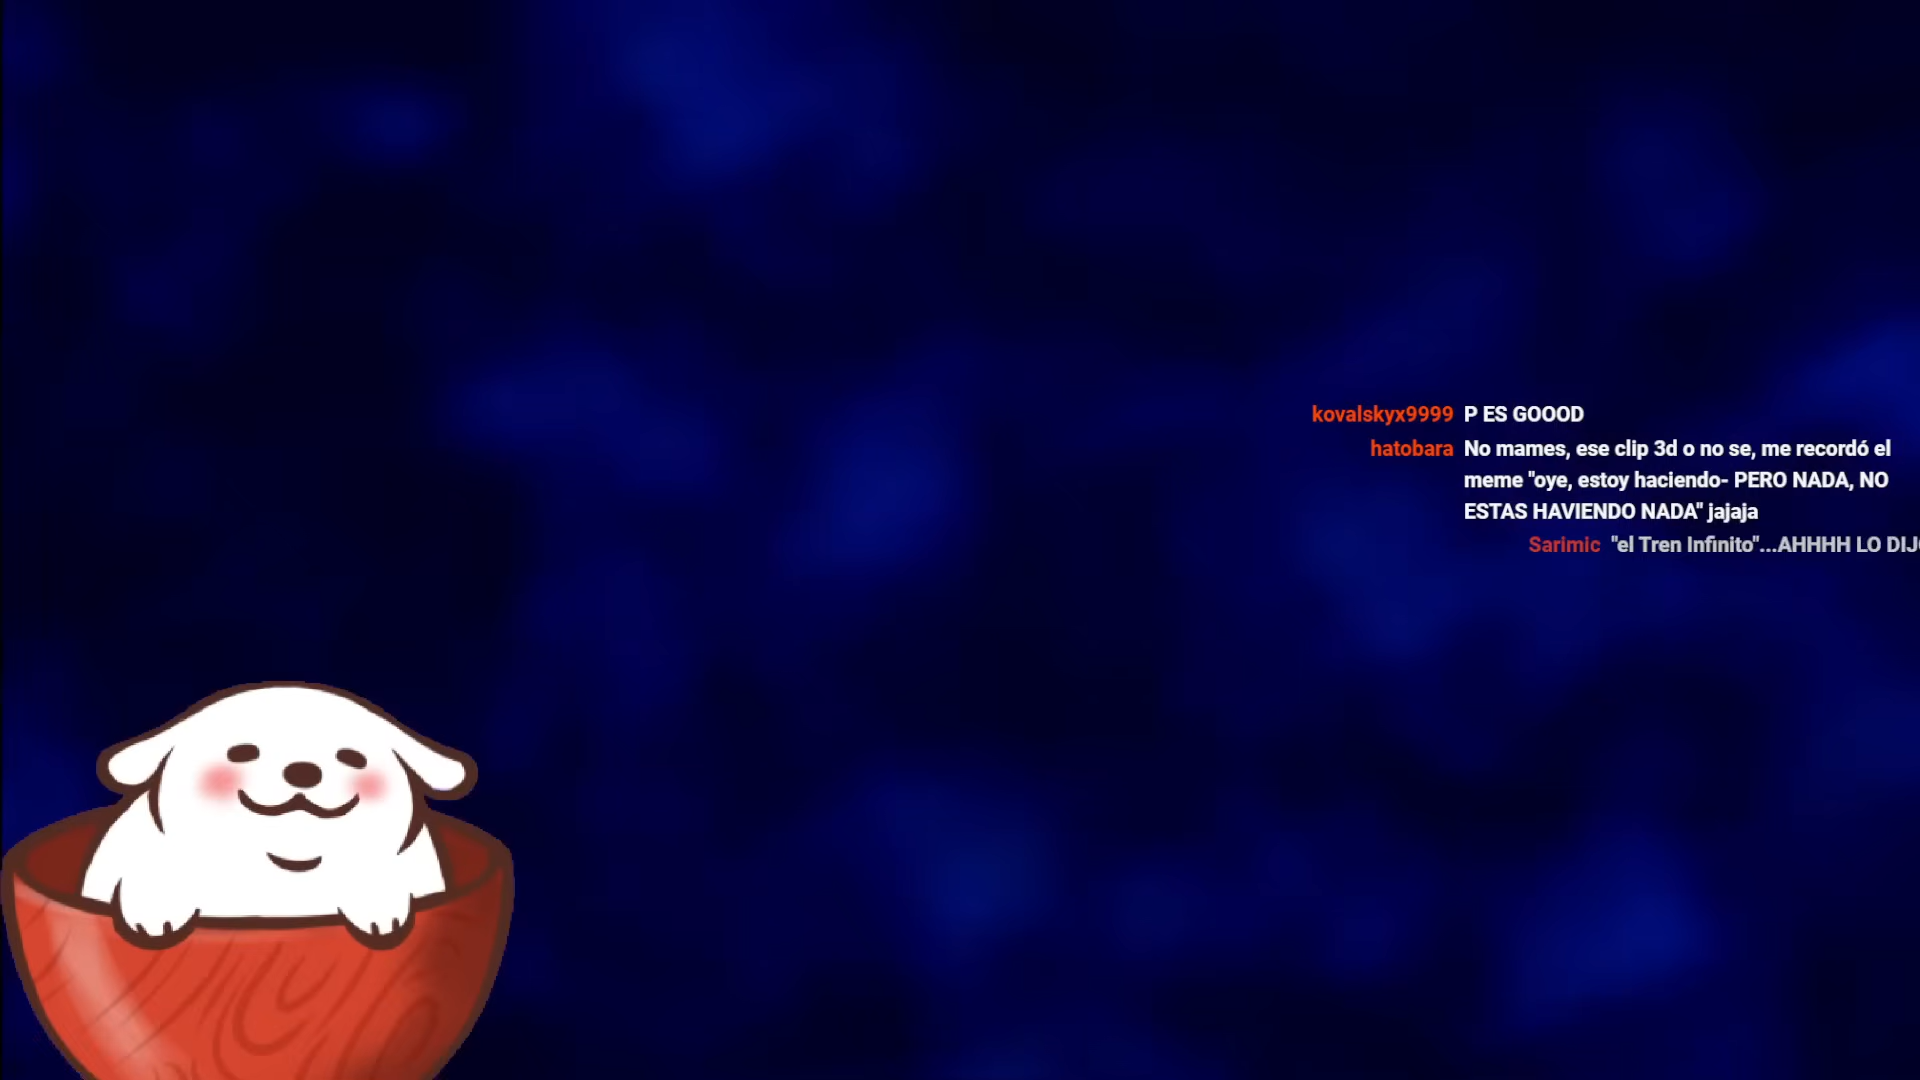 kovalskyx9999 P ES GOOOD
hatobara No mames, ese clip 3d o no se, me recordó el
meme "oye, estoy haciendo- PERO NADA, NO
ESTAS HAVIENDO NADA" jajaja
Sarimic "el Tren Infinito"...AHHHH LO